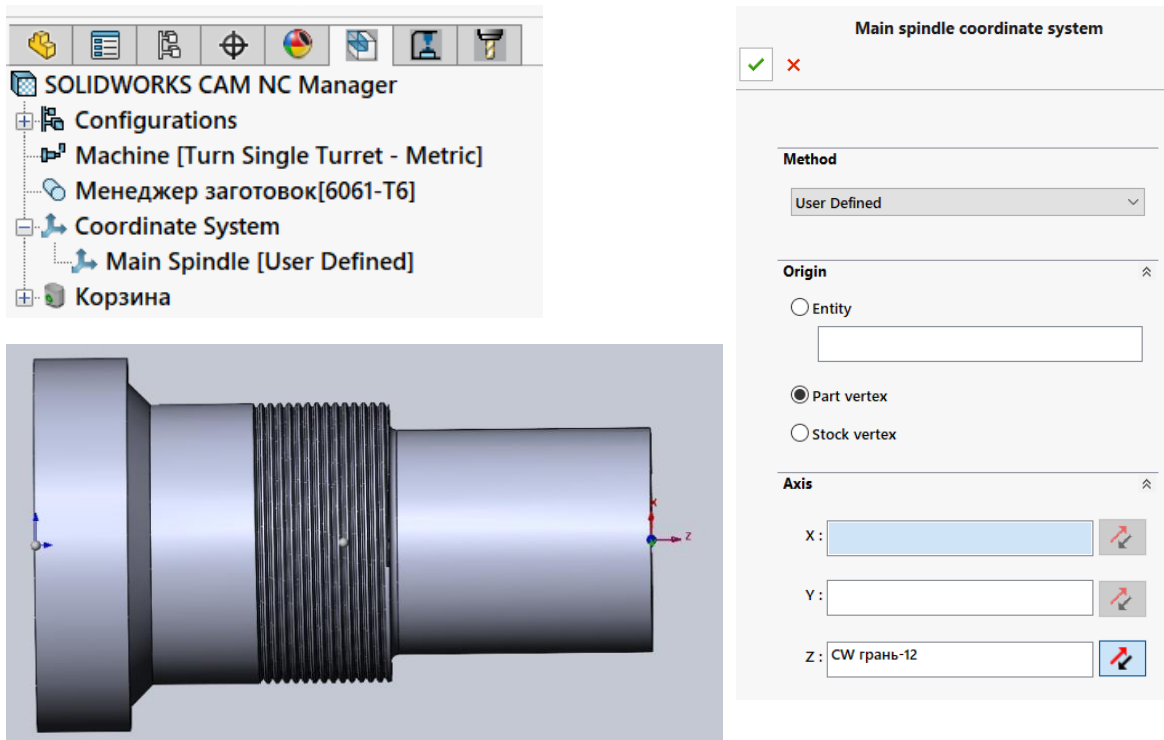 SOLIDWORKS CAM NC Manager
Configurations
Machine [Turn Single Turret - Metric]
Менеджер заготовок[6061-T6]
Coordinate System
Main Spindle [User Defined]
Корзина
X
Z
Main spindle coordinate system
Method
User Defined
Origin
Entity
Part vertex
Stock vertex
Axis
X :
Y :
Z : CW грань-12